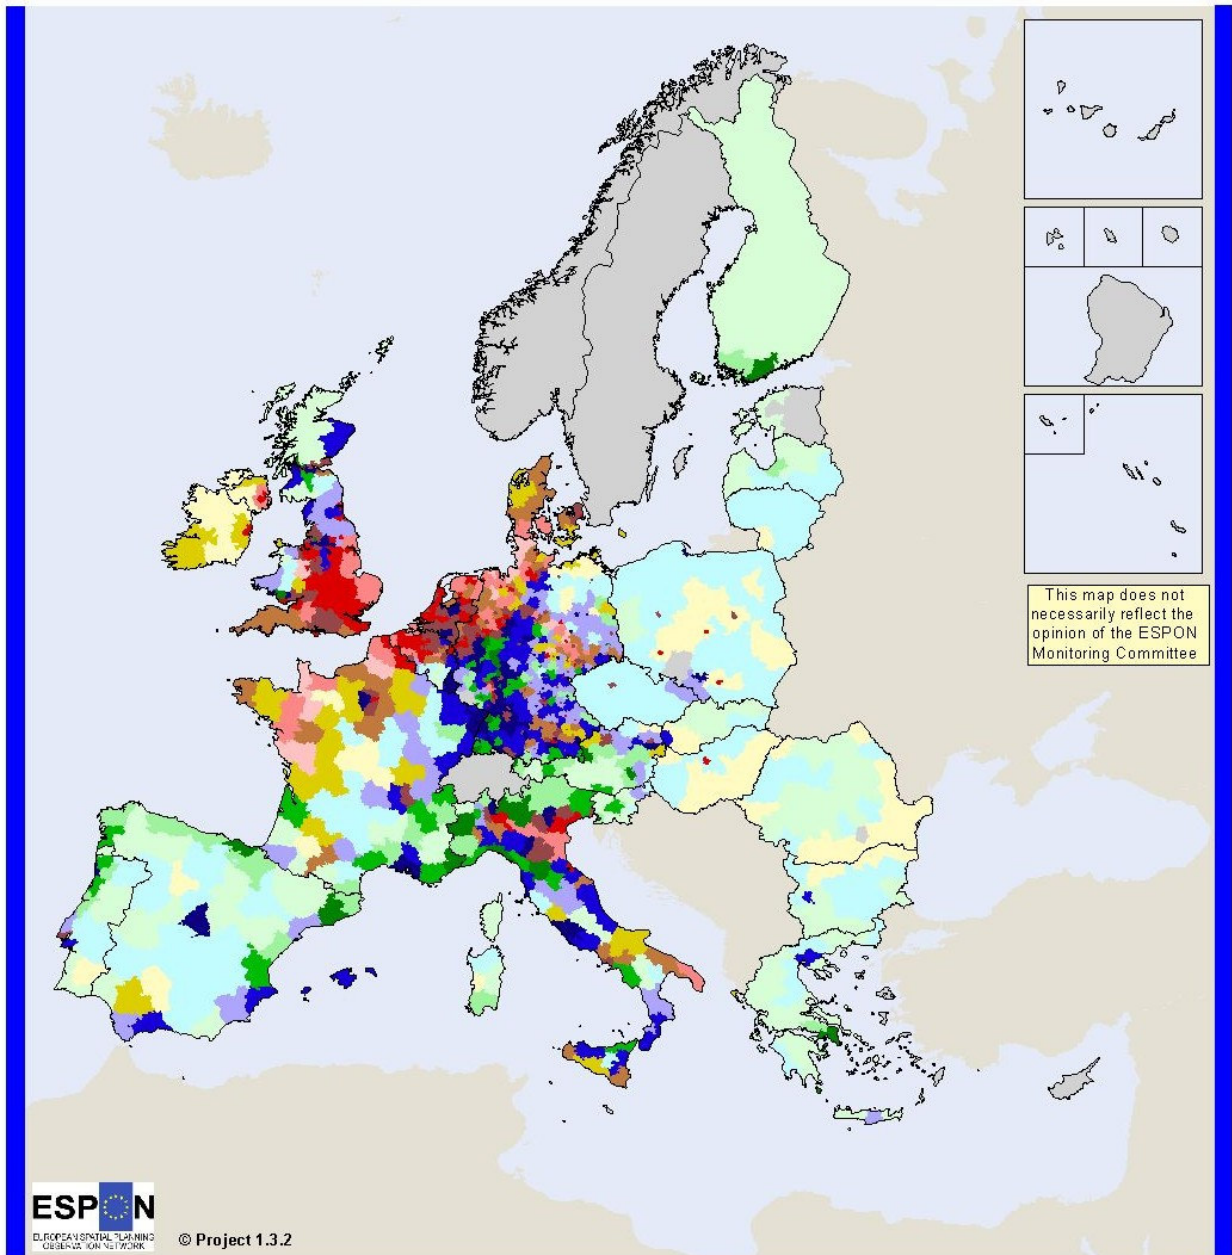 This map does not
necessarily reflect the
opinion of the ESPON
Monitoring Committee
ESPON
EUROPEAN SPATIAL PLANNING
OBSERVATION NETWORK
© Project 1.3.2